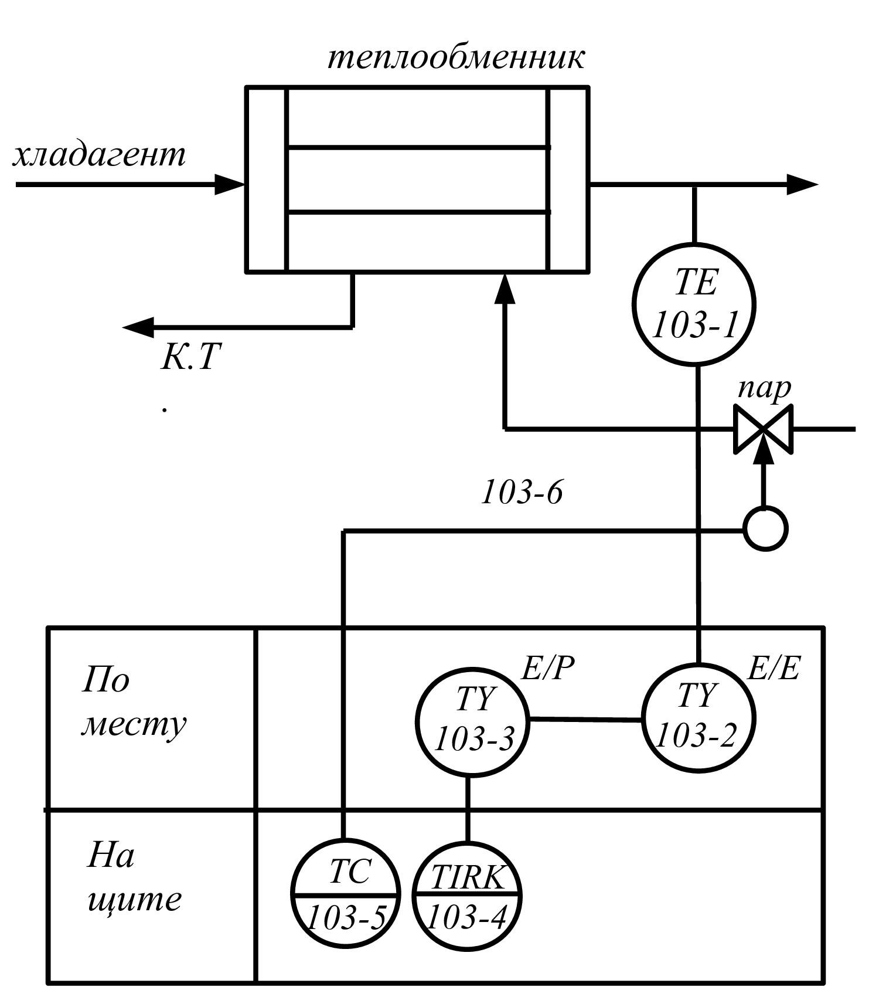 теплообменник
хладагент
TE
103-1
К.Т
.
пар
103-6
По
месту
E/P
E/E
TY
103-3
TY
103-2
На
щите
TC
103-5
TIRK
103-4